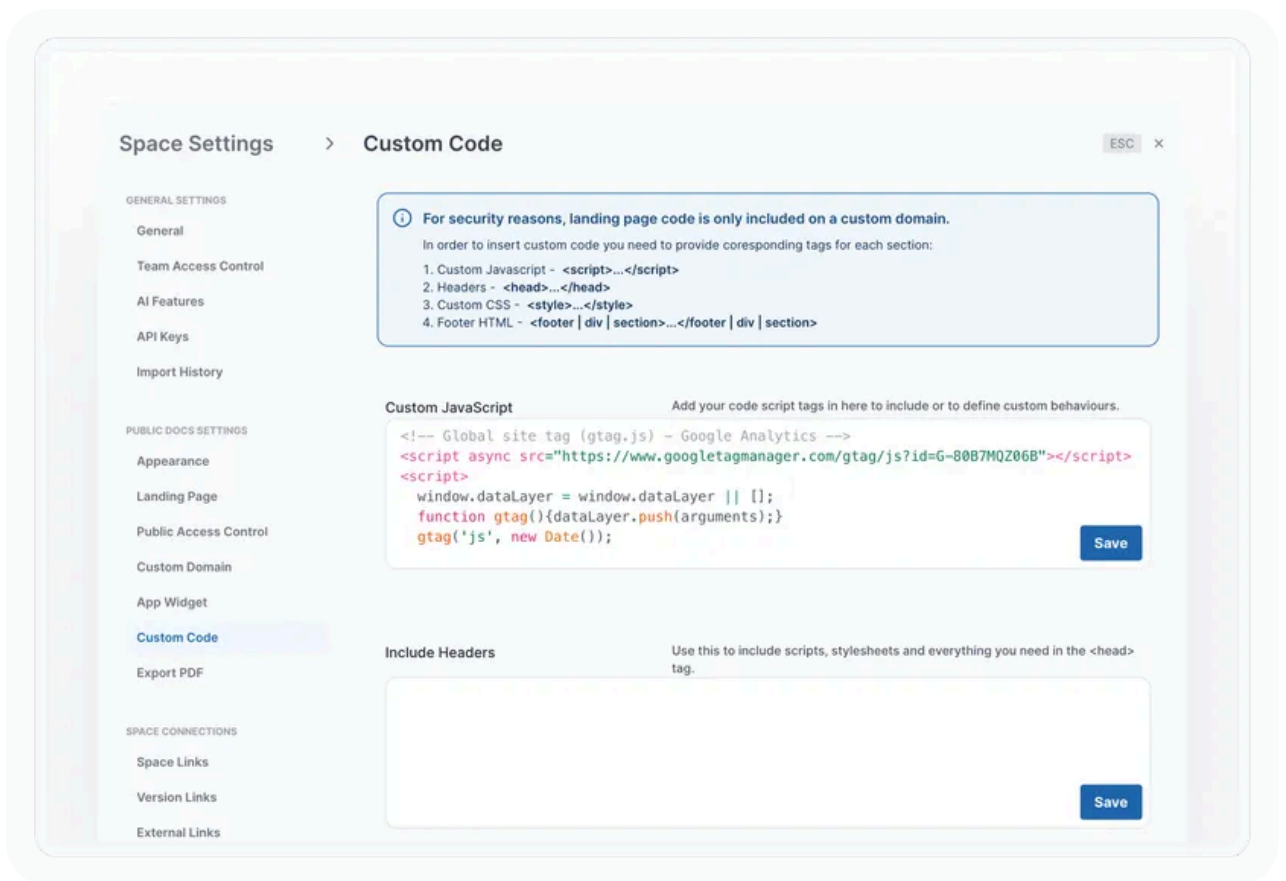 Space Settings > Custom Code
ESC ×
GENERAL SETTINGS
General
Team Access Control
AI Features
API Keys
Import History
PUBLIC DOCS SETTINGS
Appearance
Landing Page
Public Access Control
Custom Domain
App Widget
Custom Code
Export PDF
SPACE CONNECTIONS
Space Links
Version Links
External Links
For security reasons, landing page code is only included on a custom domain.
In order to insert custom code you need to provide coresponding tags for each section:
1. Custom Javascript - <script>...</script>
2. Headers - <head>...</head>
3. Custom CSS - <style>...</style>
4. Footer HTML - <footer | div | section>...</footer | div | section>
Custom JavaScript
Add your code script tags in here to include or to define custom behaviours.
<!-- Global site tag (gtag.js) - Google Analytics -->
<script async src="https://www.googletagmanager.com/gtag/js?id=G-80B7MQZ06B"></script>
<script>
window.dataLayer = window.dataLayer || [];
function gtag(){dataLayer.push(arguments);}
gtag('js', new Date());
Save
Include Headers
Use this to include scripts, stylesheets and everything you need in the <head>
tag.
Save